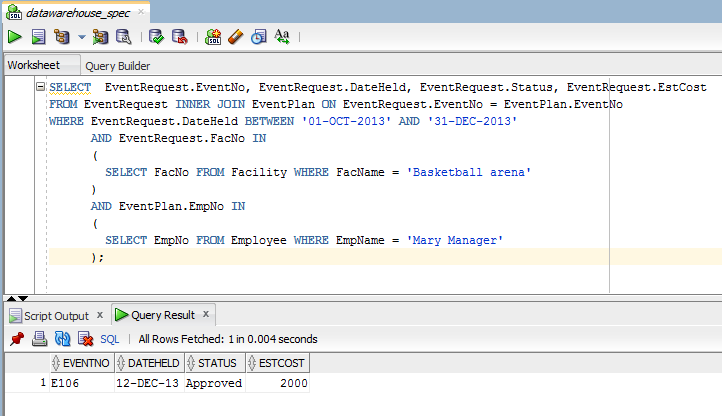 datawarehouse_spec
Worksheet Query Builder
SELECT EventRequest.EventNo, EventRequest.DateHeld, EventRequest.Status, EventRequest.EstCost
FROM EventRequest INNER JOIN EventPlan ON EventRequest.EventNo = EventPlan.EventNo
WHERE EventRequest.DateHeld BETWEEN '01-OCT-2013' AND '31-DEC-2013'
AND EventRequest.FacNo IN
(
SELECT FacNo FROM Facility WHERE FacName = 'Basketball arena'
)
AND EventPlan.EmpNo IN
(
SELECT EmpNo FROM Employee WHERE EmpName = 'Mary Manager'
);
Script Output x Query Result x
SQL | All Rows Fetched: 1 in 0.004 seconds
EVENTNO DATEHELD STATUS ESTCOST
1 E106 12-DEC-13 Approved 2000